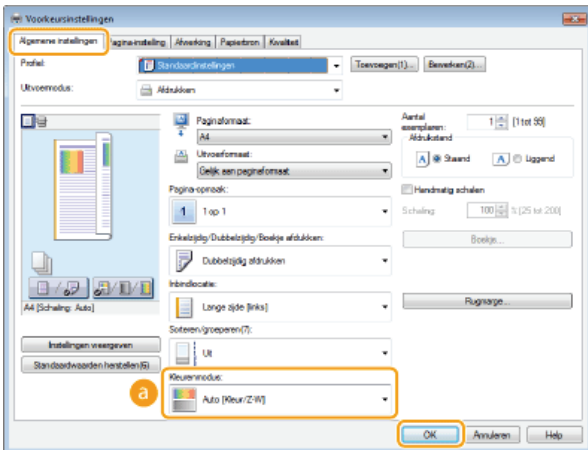 Voorkeursinstellingen
Algemene instellingen Pagina-instelling Afwerking Papierbron Kwaliteit
Profiel: Standaardinstellingen Toevoegen(1)... Bewerken(2)...
Uitvoermodus: Afdrukken
Paginaformaat:
A4
Uitvoerformaat:
Gelijk aan paginaformaat
Pagina-opmaak:
1 1 op 1
Enkelzijdig/Dubbelzijdig/Boekje afdrukken:
Dubbelzijdig afdrukken
Inbindlocatie:
Lange zijde [links]
Sorteren/groeperen(7):
Uit
Kleurenmodus:
a Auto [Kleur/Z-W]
Aantal
exemplaren: 1 [1 tot 99]
Afdrukstand
A Staand A Liggend
Handmatig schalen
Schaling: 100 % [25 tot 200]
Boekje...
Rugmarge...
A4 [Schaling: Auto]
Instellingen weergeven
Standaardwaarden herstellen(6)
OK Annuleren Help